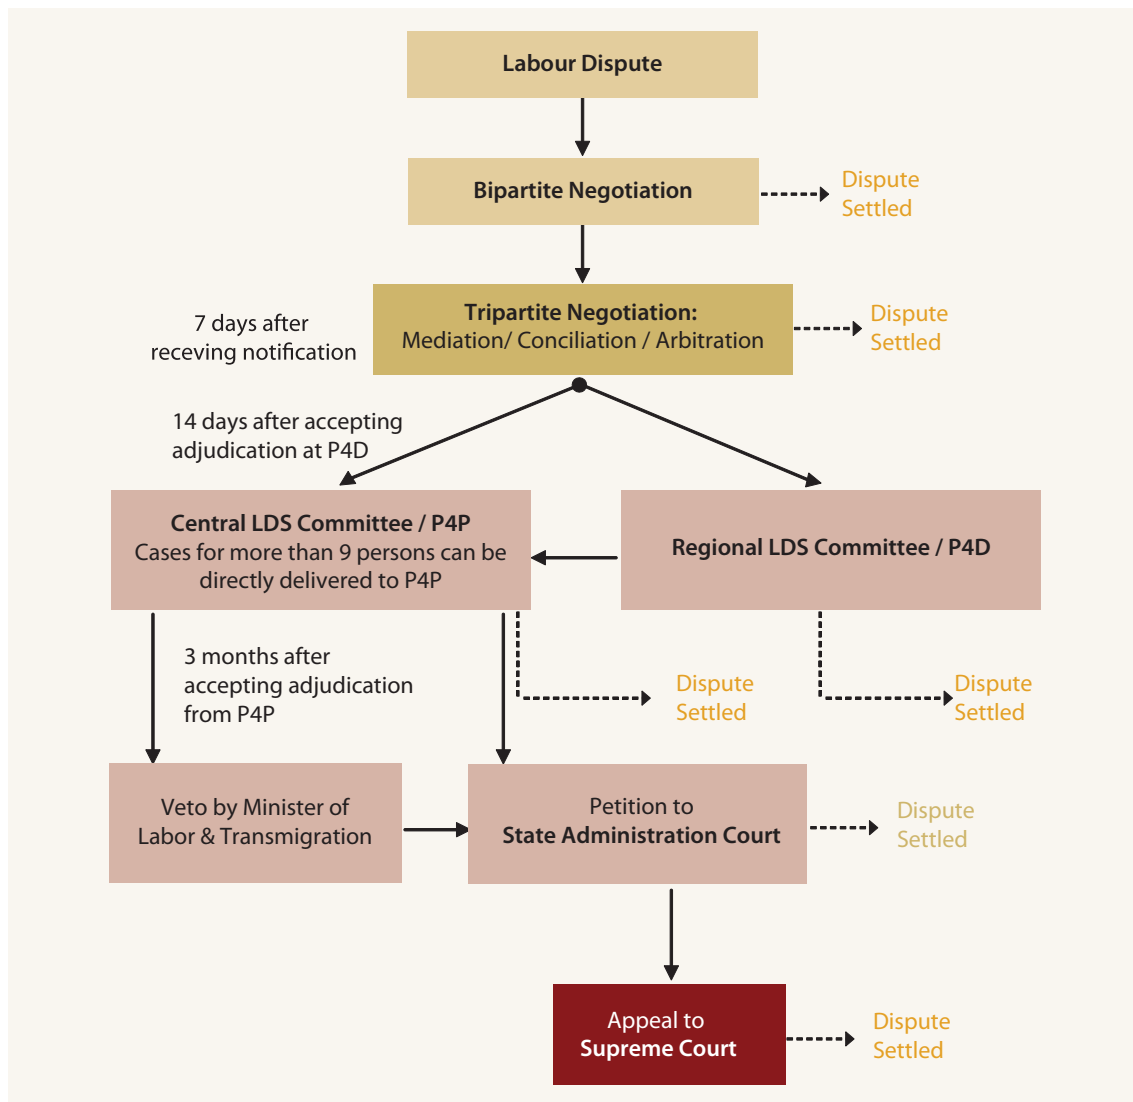 Labour Dispute
Bipartite Negotiation
Dispute
Settled
Tripartite Negotiation:
Mediation/ Conciliation / Arbitration
Dispute
Settled
7 days after
receving notification
14 days after accepting
adjudication at P4D
Central LDS Committee / P4P
Cases for more than 9 persons can be
directly delivered to P4P
Regional LDS Committee / P4D
3 months after
accepting adjudication
from P4P
Dispute
Settled
Dispute
Settled
Veto by Minister of
Labor & Transmigration
Petition to
State Administration Court
Dispute
Settled
Appeal to
Supreme Court
Dispute
Settled